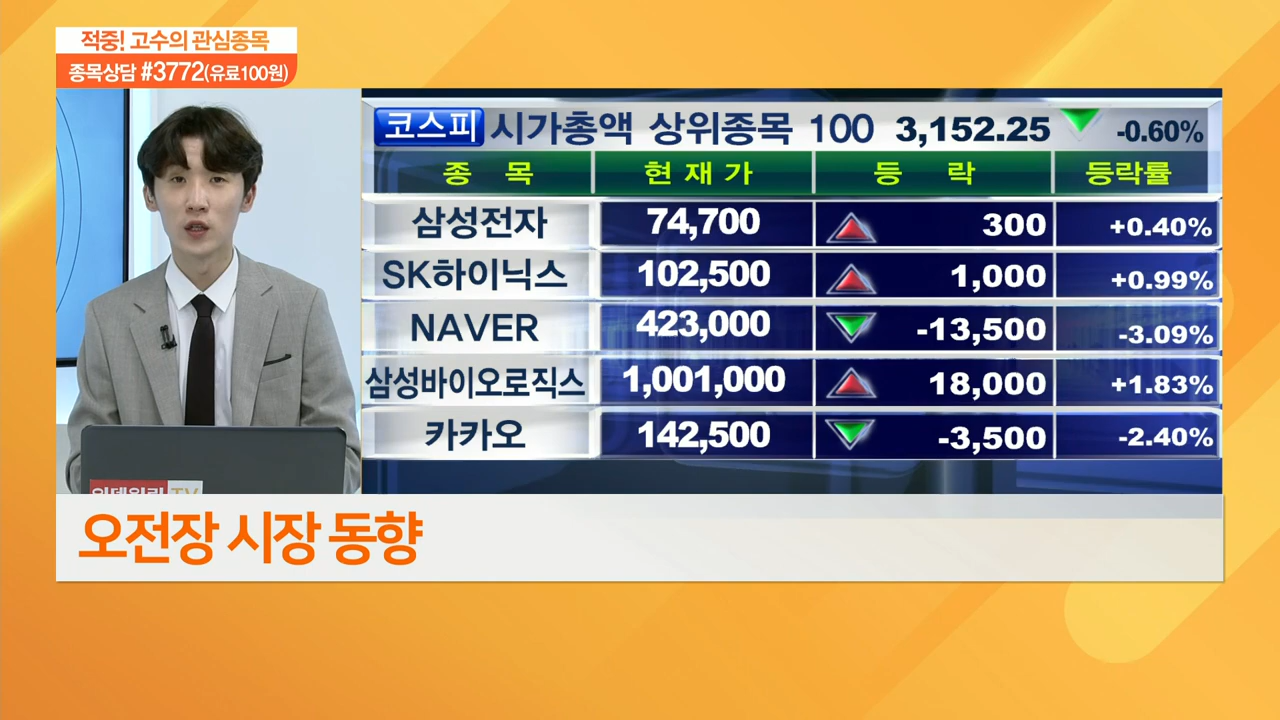 적중! 고수의 관심종목
종목상담 #3772(유료100원)
코스피 시가총액 상위종목 100 3,152.25 -0.60%
종 목 현 재 가 등 락 등락률
삼성전자 74,700 300 +0.40%
SK하이닉스 102,500 1,000 +0.99%
NAVER 423,000 -13,500 -3.09%
삼성바이오로직스 1,001,000 18,000 +1.83%
카카오 142,500 -3,500 -2.40%
TV
오전장 시장 동향